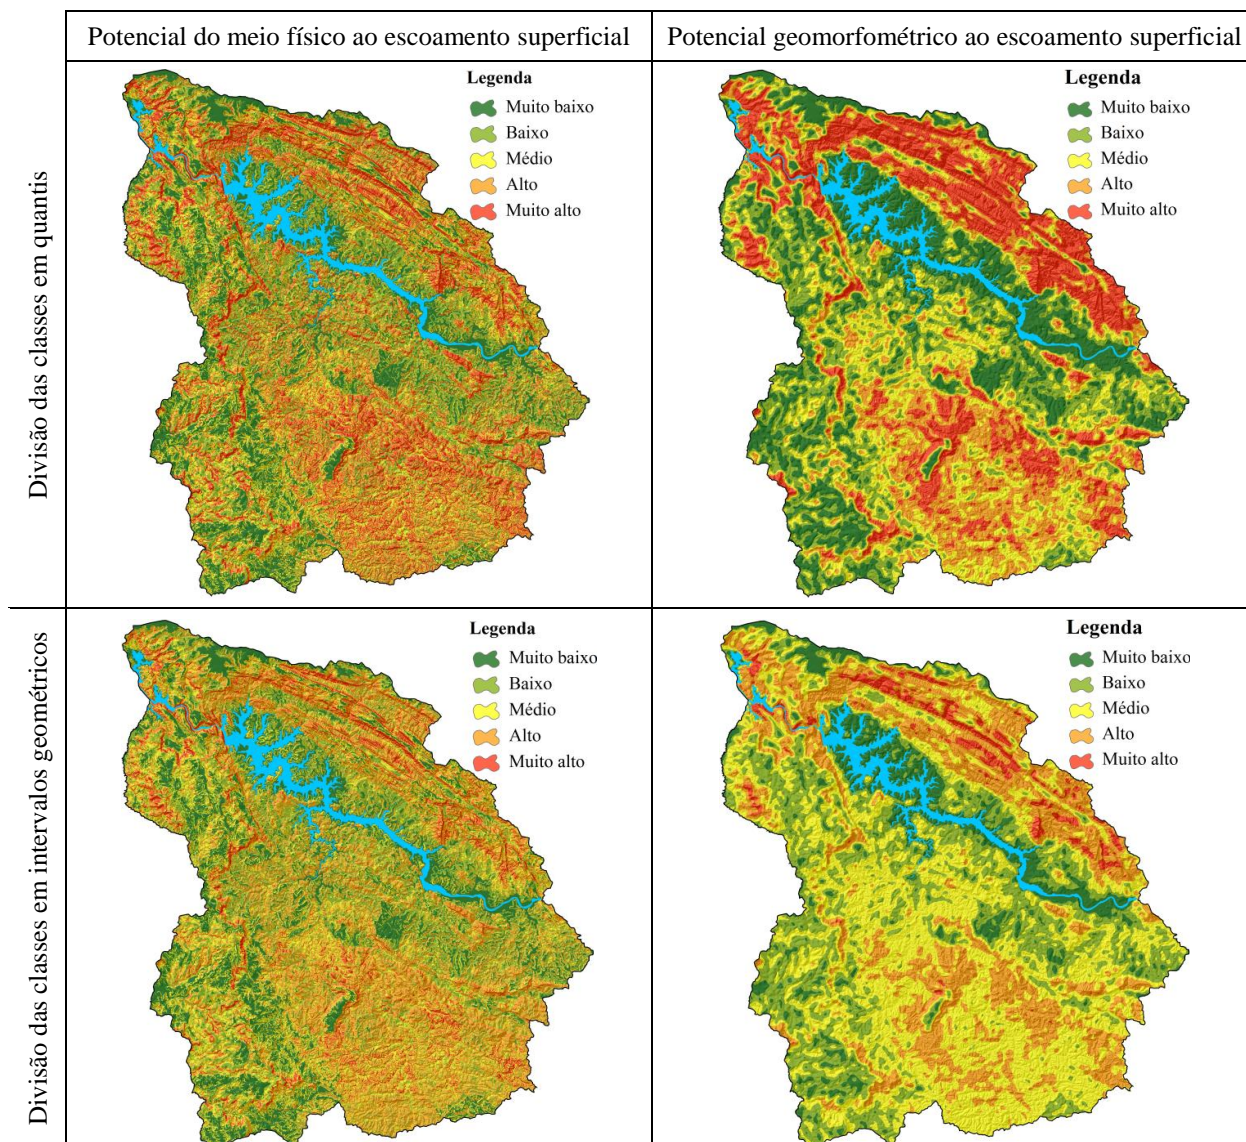 Potencial do meio físico ao escoamento superficial
Potencial geomorfométrico ao escoamento superficial
Divisão das classes em quantis
Legenda
Muito baixo
Baixo
Médio
Alto
Muito alto
Legenda
Muito baixo
Baixo
Médio
Alto
Muito alto
Divisão das classes em intervalos geométricos
Legenda
Muito baixo
Baixo
Médio
Alto
Muito alto
Legenda
Muito baixo
Baixo
Médio
Alto
Muito alto